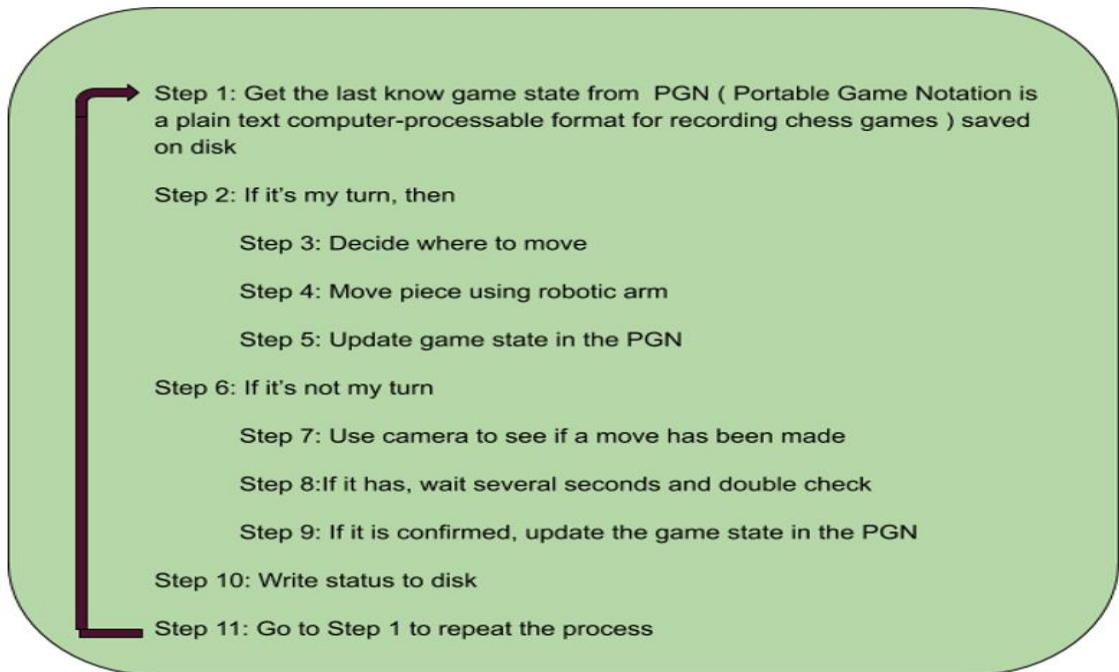 Step 1: Get the last know game state from PGN ( Portable Game Notation is
a plain text computer-processable format for recording chess games ) saved
on disk
Step 2: If it's my turn, then
Step 3: Decide where to move
Step 4: Move piece using robotic arm
Step 5: Update game state in the PGN
Step 6: If it's not my turn
Step 7: Use camera to see if a move has been made
Step 8:If it has, wait several seconds and double check
Step 9: If it is confirmed, update the game state in the PGN
Step 10: Write status to disk
Step 11: Go to Step 1 to repeat the process